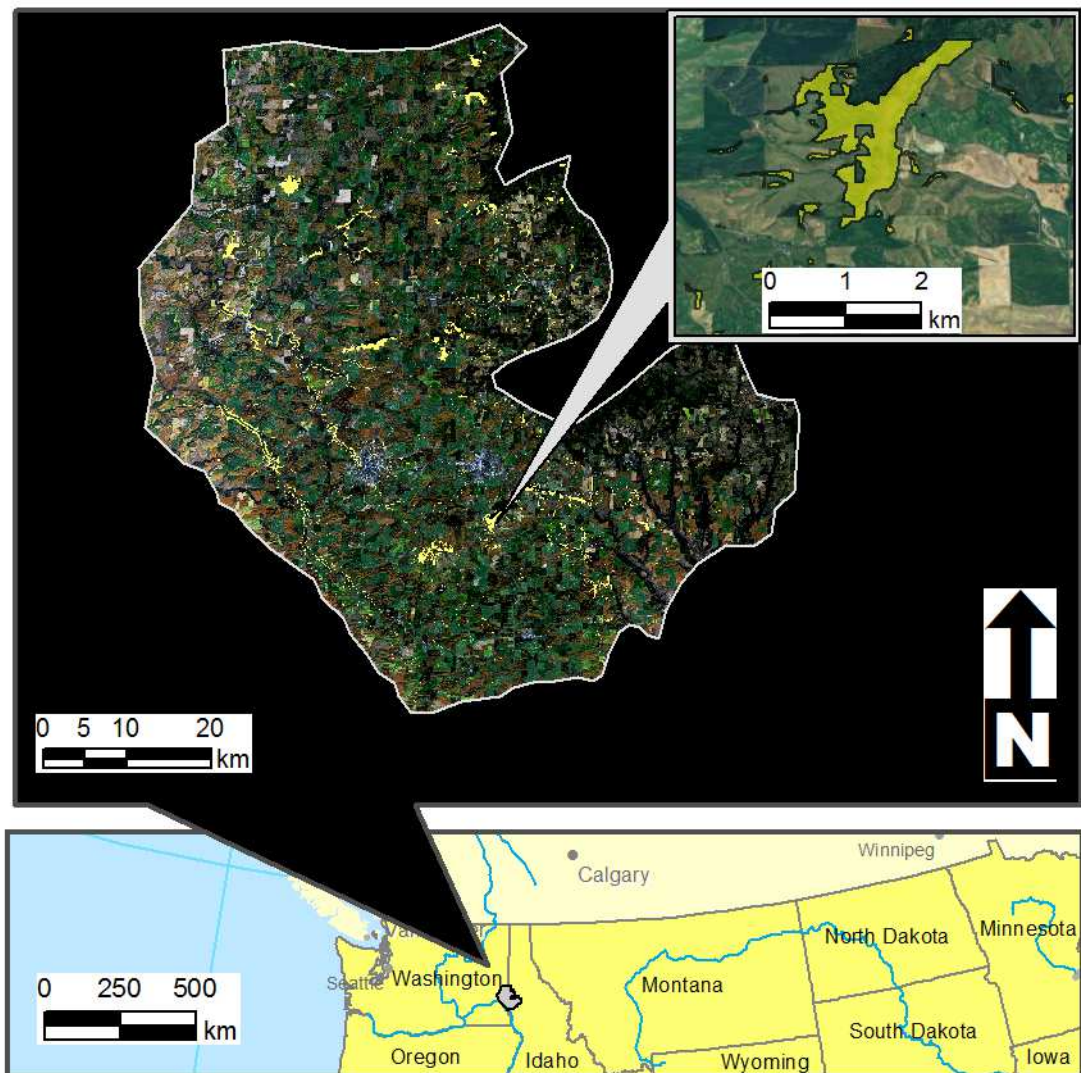 0 1 2
km
0 5 10 20
km
N
Winnipeg
Calgary
Minnesota
North Dakota
Washington
Seattle
0 250 500
km
Montana
South Dakota
Oregon
Idaho
Wyoming
Iowa